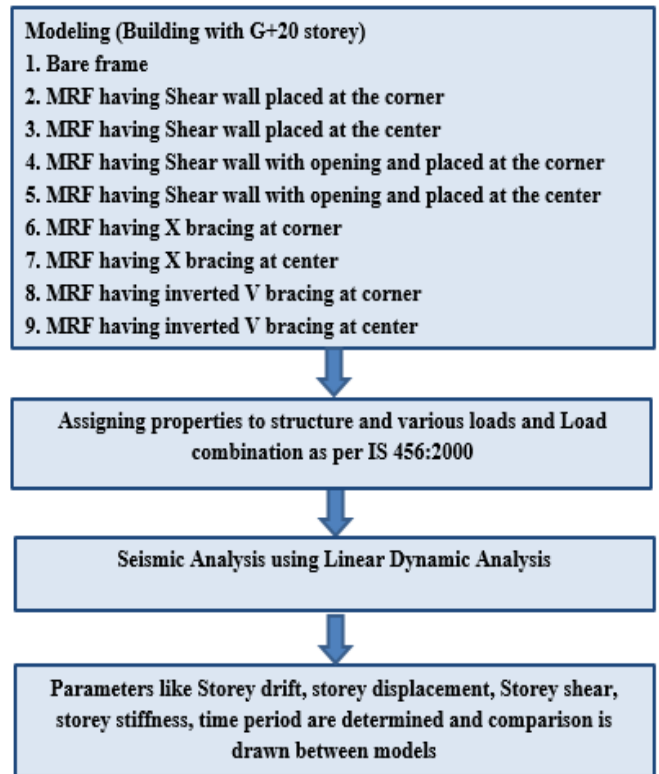 Modeling (Building with G+20 storey)
1. Bare frame
2. MRF having Shear wall placed at the corner
3. MRF having Shear wall placed at the center
4. MRF having Shear wall with opening and placed at the corner
5. MRF having Shear wall with opening and placed at the center
6. MRF having X bracing at corner
7. MRF having X bracing at center
8. MRF having inverted V bracing at corner
9. MRF having inverted V bracing at center
Assigning properties to structure and various loads and Load
combination as per IS 456:2000
Seismic Analysis using Linear Dynamic Analysis
Parameters like Storey drift, storey displacement, Storey shear,
storey stiffness, time period are determined and comparison is
drawn between models